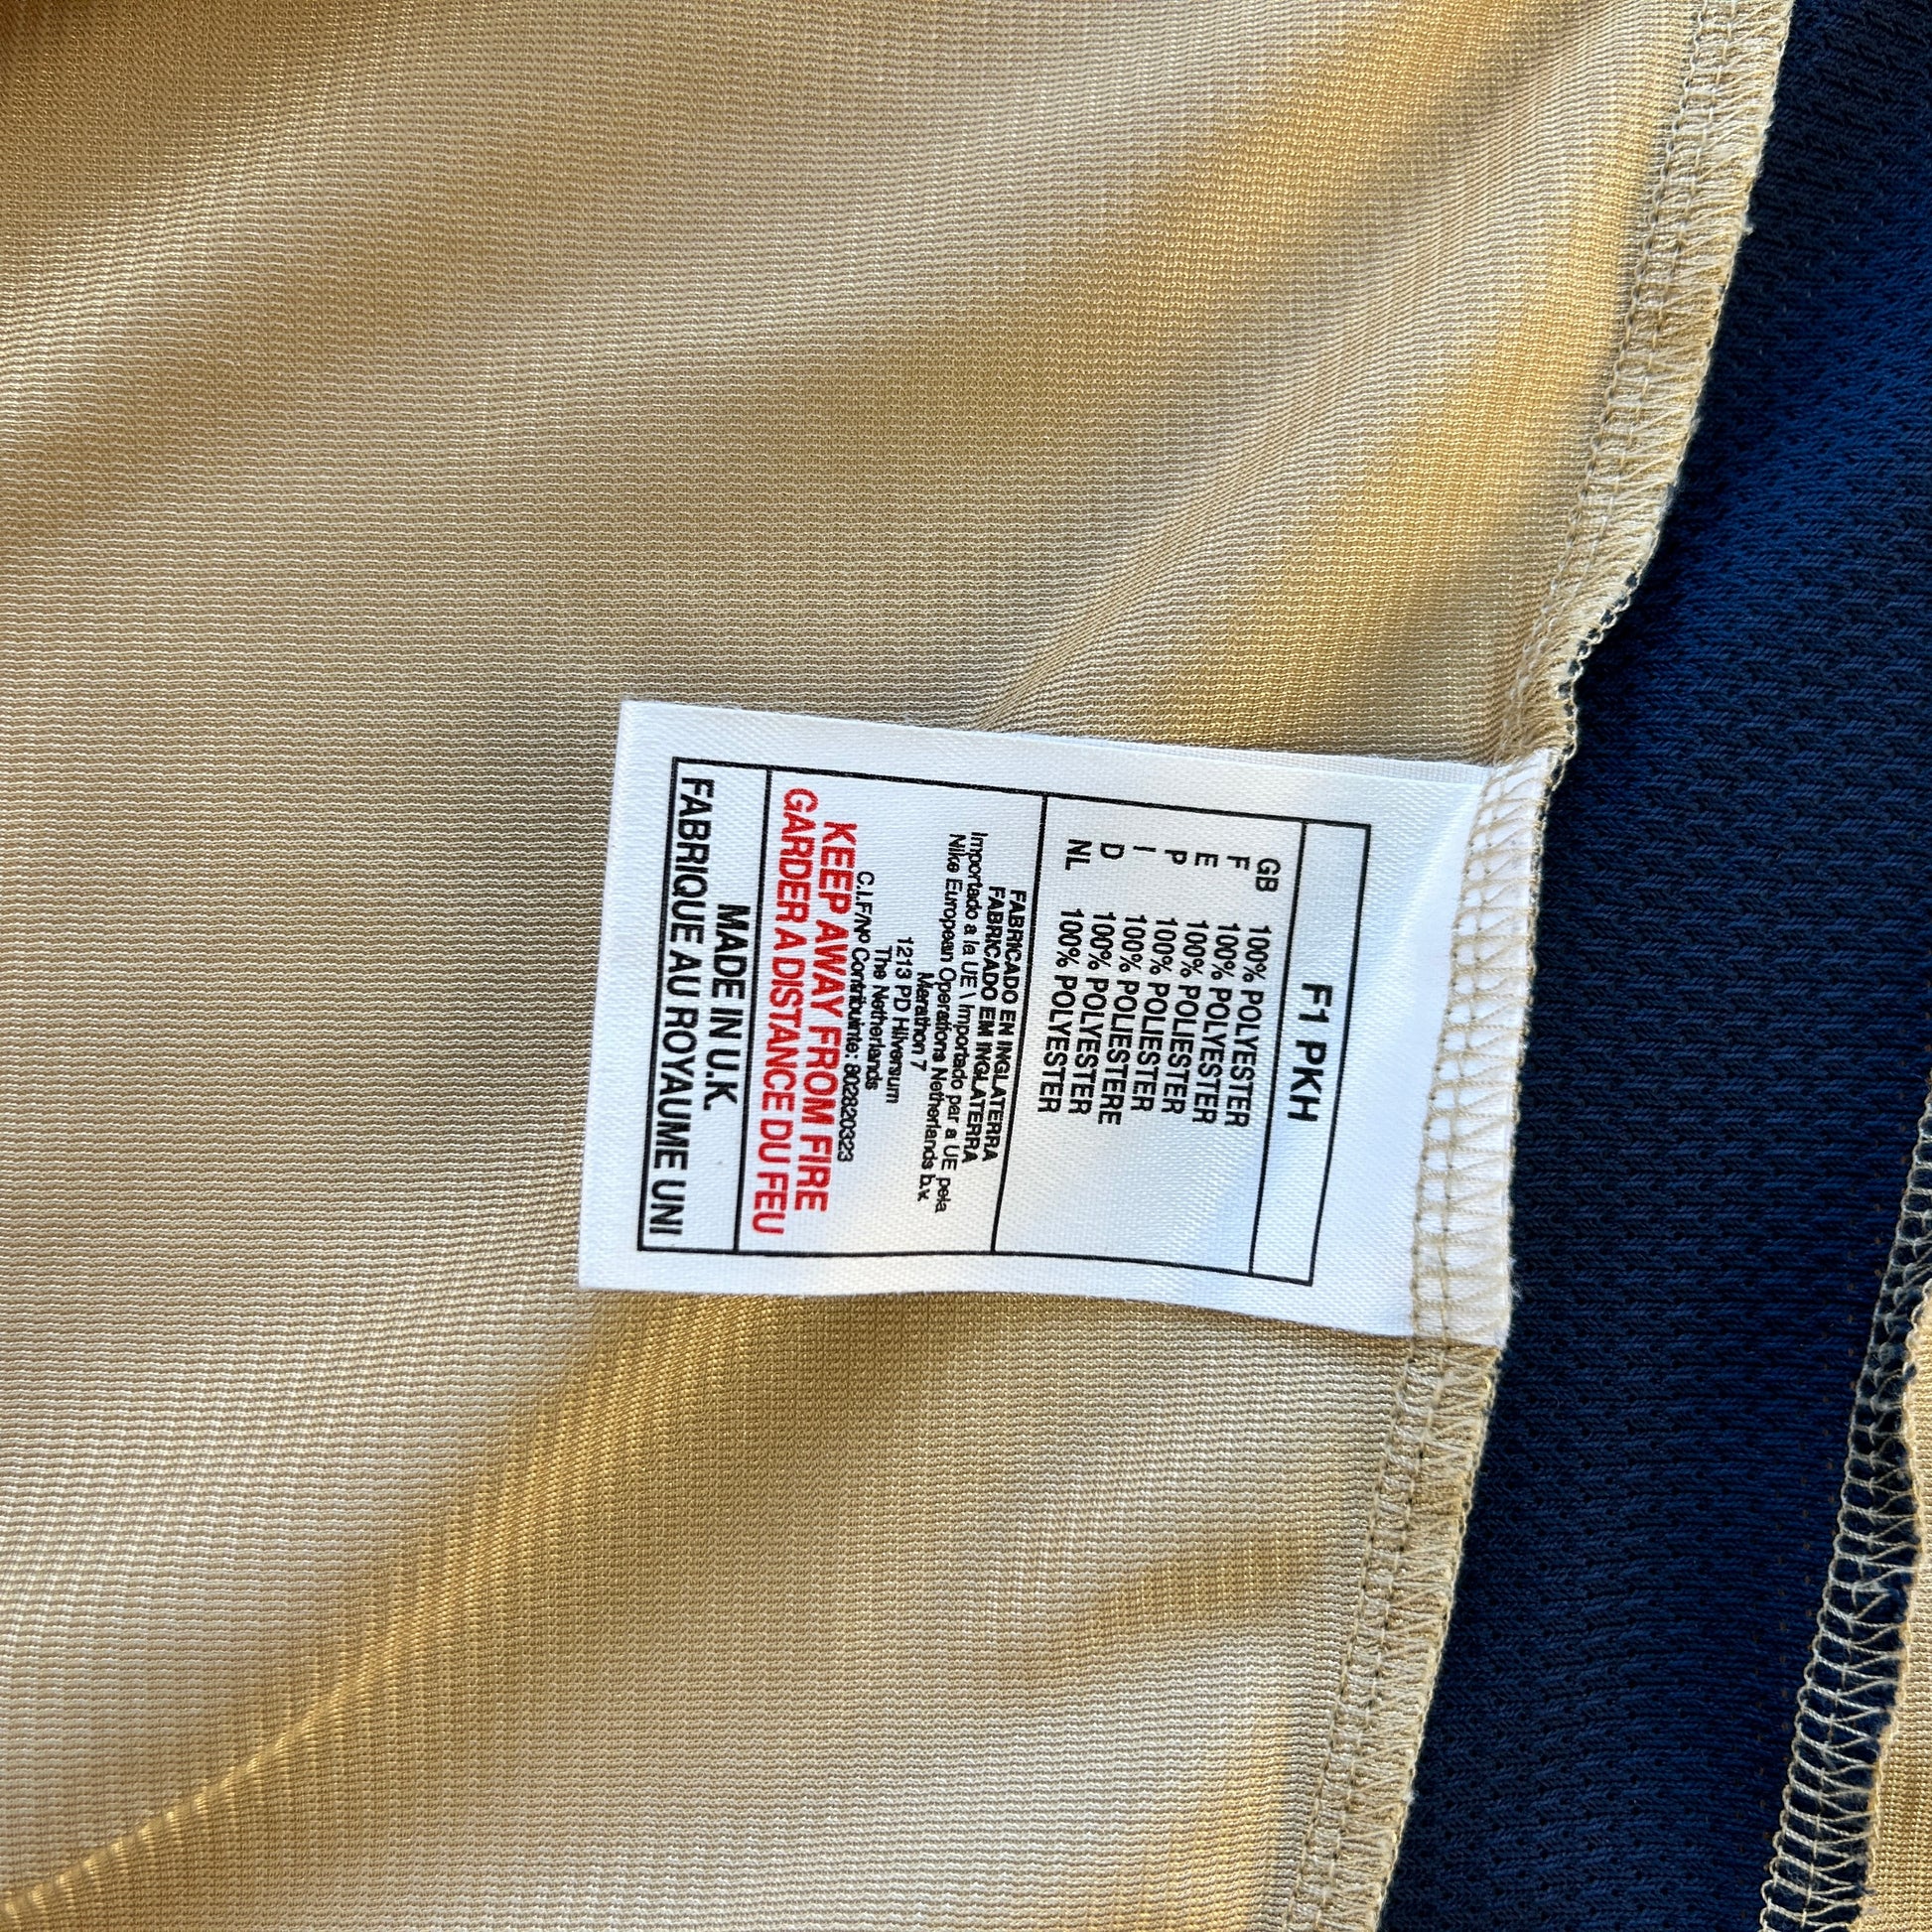 F1 PKH
GB 100% POLYESTER
F 100% POLYESTER
E 100% POLIESTER
P 100% POLIESTER
I 100% POLIESTERE
D 100% POLYESTER
NL 100% POLYESTER
FABRICADO EN INGLATERRA
FABRICADO EM INGLATERRA
Importado a la UE \ Importado par a UE pela
Nike European Operations Netherlands b.v.
Marathon 7
1213 PD Hilversum
The Netherlands
C.I.F/Nº Contribuinte: 802820323
KEEP AWAY FROM FIRE
GARDER A DISTANCE DU FEU
MADE IN U.K.
FABRIQUE AU ROYAUME UNI